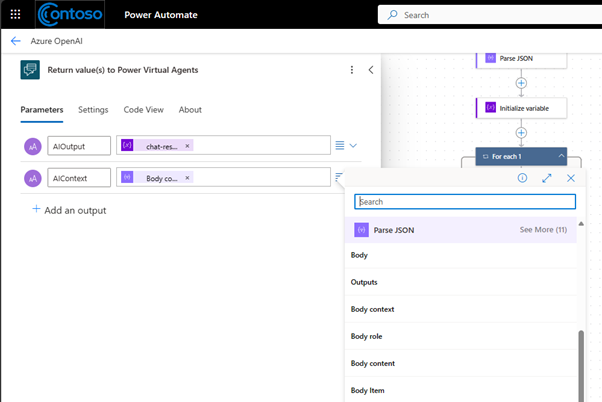 Contoso
Power Automate
Search
Azure OpenAI
Return value(s) to Power Virtual Agents
Parameters
Settings
Code View
About
AIOutput
chat-res...
AIContext
Body co...
Add an output
Parse JSON
Initialize variable
For each 1
Search
Parse JSON
See More (11)
Body
Outputs
Body context
Body role
Body content
Body Item